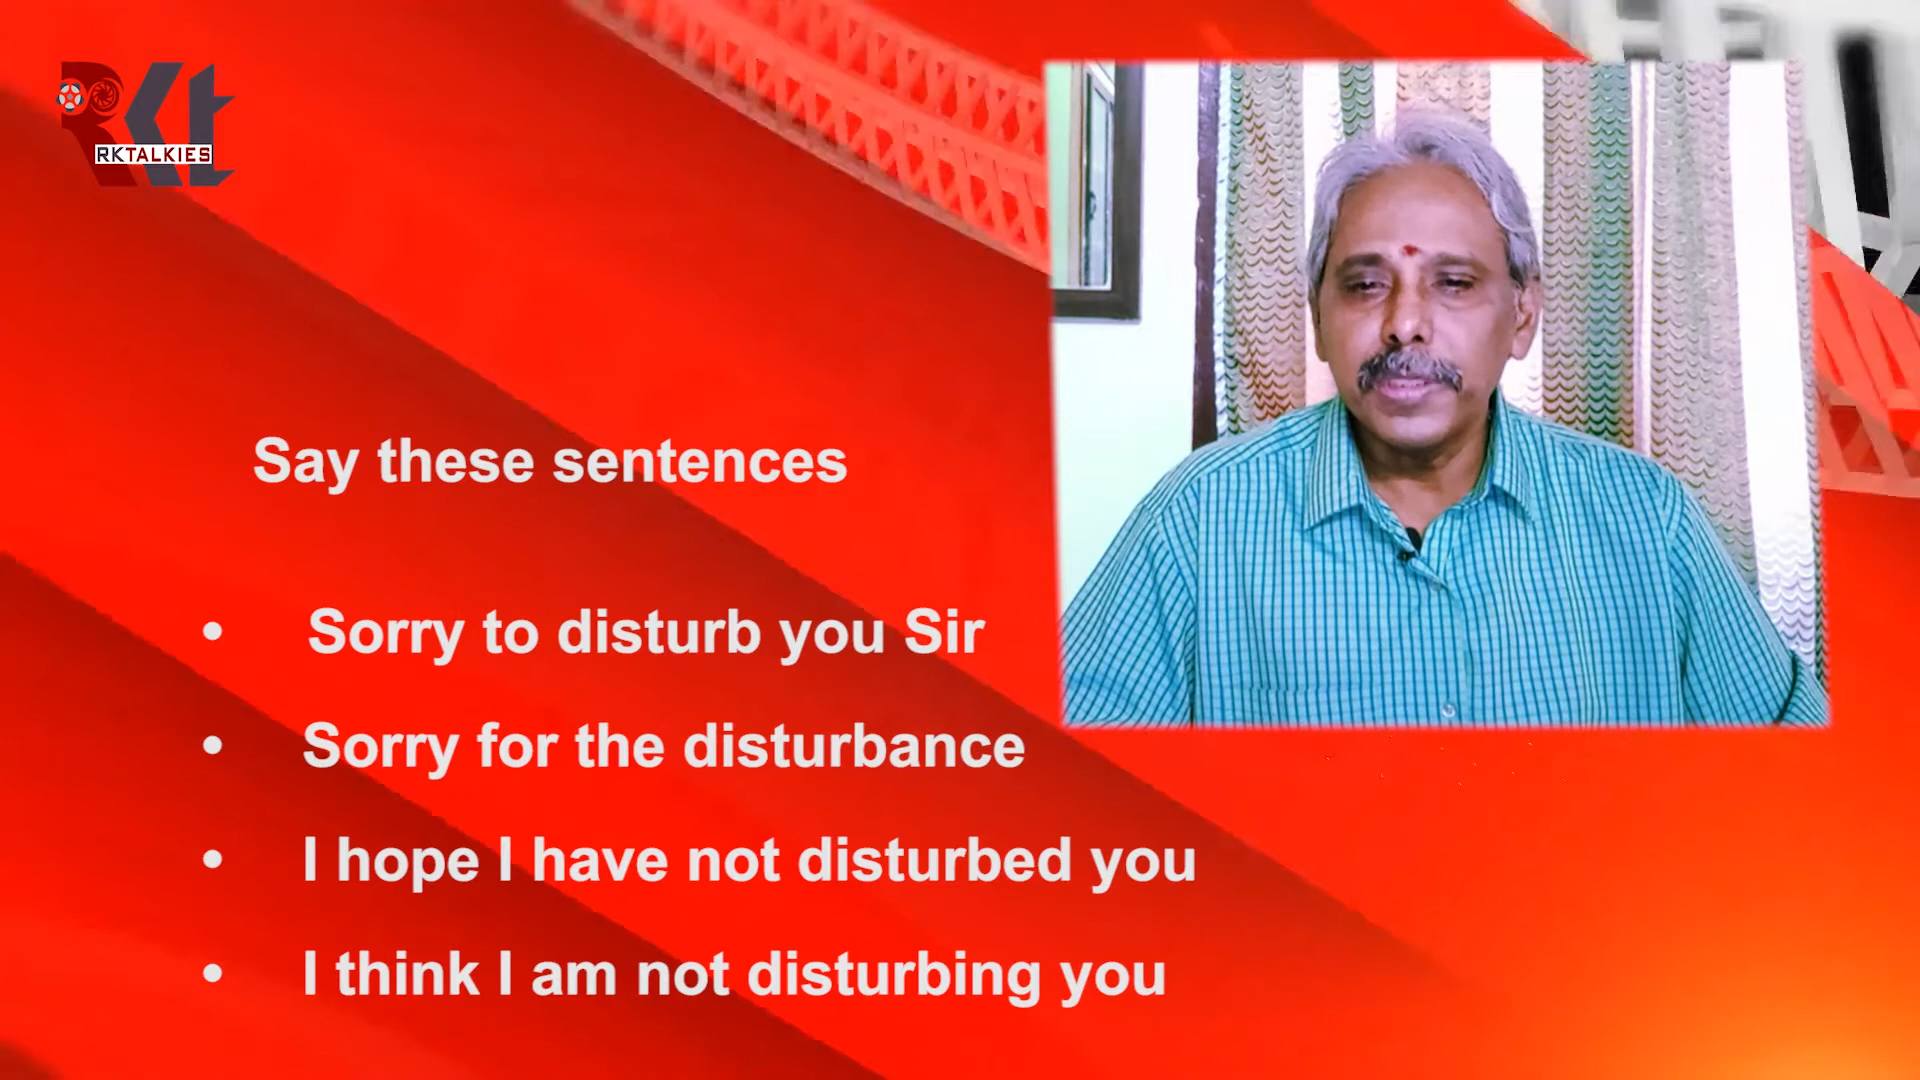 RKt
RKTALKIES
Say these sentences
• Sorry to disturb you Sir
• Sorry for the disturbance
• I hope I have not disturbed you
• I think I am not disturbing you